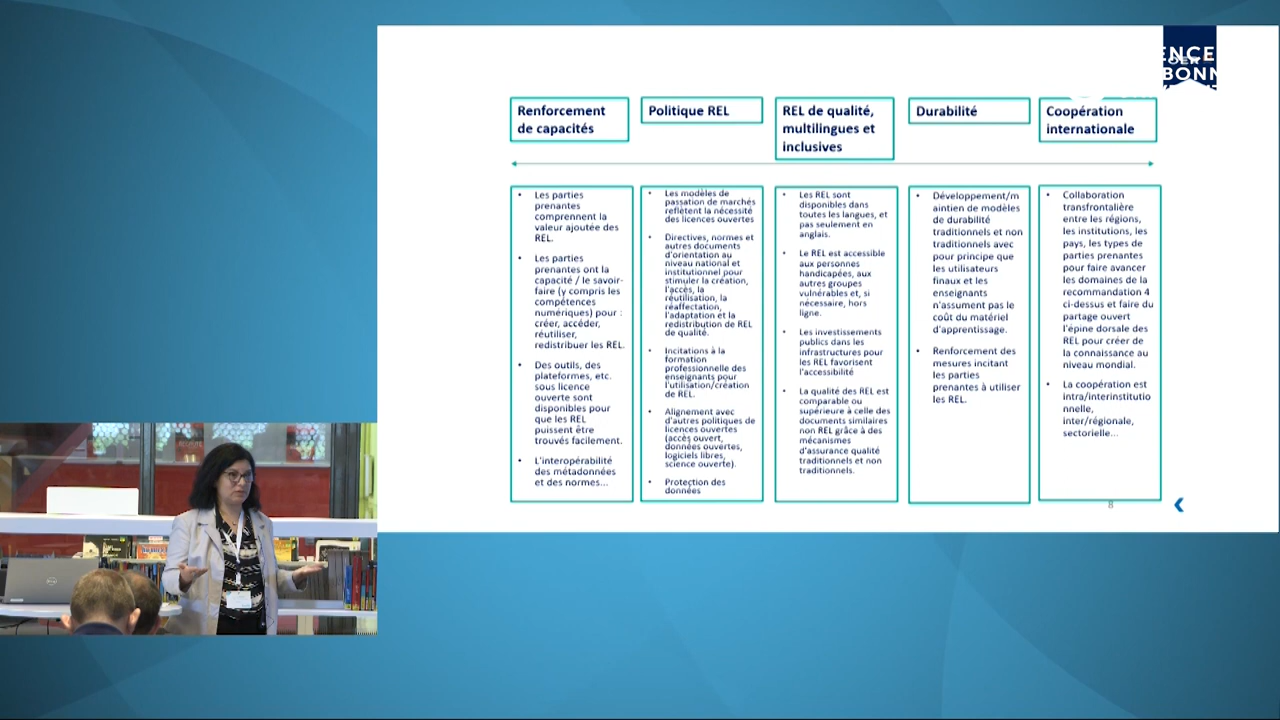 ENCE
OER
BONN
Renforcement
de capacités
Politique REL
REL de qualité,
multilingues et
inclusives
Durabilité
Coopération
internationale
• Les parties
prenantes
comprennent la
valeur ajoutée des
REL.
• Les parties
prenantes ont la
capacité / le savoir-
faire (y compris les
compétences
numériques) pour :
créer, accéder,
réutiliser,
redistribuer les REL.
• Des outils, des
plateformes, etc.
sous licence
ouverte sont
disponibles pour
que les REL
puissent être
trouvés facilement.
• L'interopérabilité
des métadonnées
et des normes...
• Les modèles de
passation de marchés
reflètent la nécessité
des licences ouvertes
• Directives, normes et
autres documents
d'orientation au
niveau national et
institutionnel pour
stimuler la création,
l'accès, la
réutilisation, la
réaffectation,
l'adaptation et la
redistribution de REL
de qualité.
• Incitations à la
formation
professionnelle des
enseignants pour
l'utilisation/création
de REL.
• Alignement avec
d'autres politiques de
licences ouvertes
(accès ouvert,
données ouvertes,
logiciels libres,
science ouverte).
• Protection des
données
• Les REL sont
disponibles dans
toutes les langues, et
pas seulement en
anglais.
• Le REL est accessible
aux personnes
handicapées, aux
autres groupes
vulnérables et, si
nécessaire, hors
ligne.
• Les investissements
publics dans les
infrastructures pour
les REL favorisent
l'accessibilité
• La qualité des REL est
comparable ou
supérieure à celle des
documents similaires
non REL grâce à des
mécanismes
d'assurance qualité
traditionnels et non
traditionnels.
• Développement/m
aintien de modèles
de durabilité
traditionnels et non
traditionnels avec
pour principe que
les utilisateurs
finaux et les
enseignants
n'assument pas le
coût du matériel
d'apprentissage.
• Renforcement des
mesures incitant
les parties
prenantes à utiliser
les REL.
• Collaboration
transfrontalière
entre les régions,
les institutions, les
pays, les types de
parties prenantes
pour faire avancer
les domaines de la
recommandation 4
ci-dessus et faire du
partage ouvert
l'épine dorsale des
REL pour créer de
la connaissance au
niveau mondial.
• La coopération est
intra/interinstitutio
nnelle,
inter/régionale,
sectorielle...
8